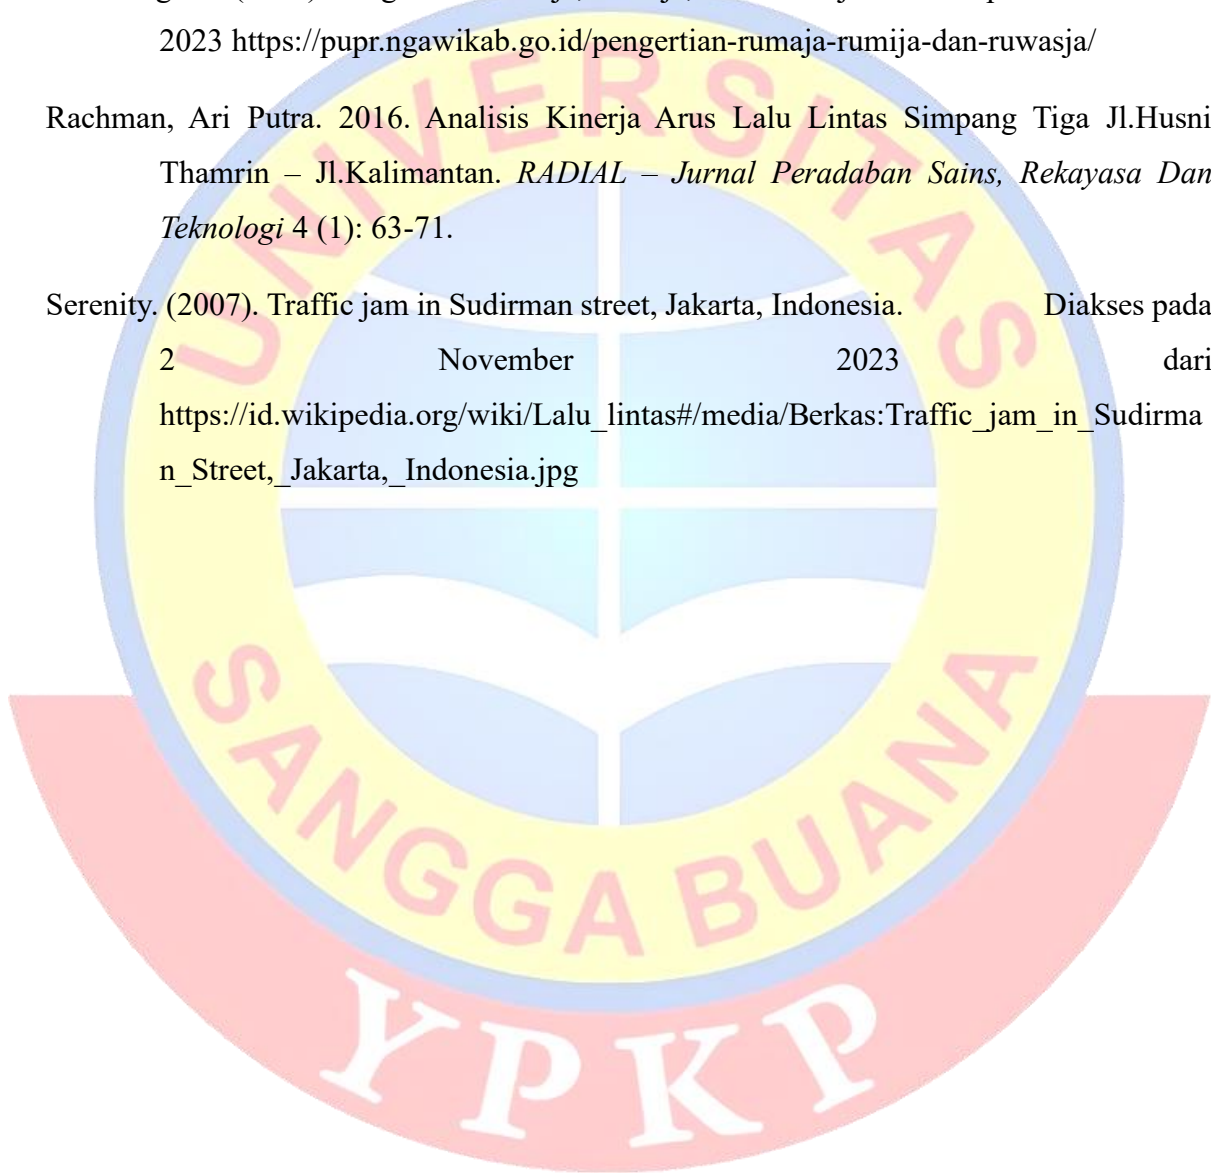 2023 https://pupr.ngawikab.go.id/pengertian-rumaja-rumija-dan-ruwasja/
Rachman, Ari Putra. 2016. Analisis Kinerja Arus Lalu Lintas Simpang Tiga Jl.Husni
Thamrin – Jl.Kalimantan. RADIAL – Jurnal Peradaban Sains, Rekayasa Dan
Teknologi 4 (1): 63-71.
Serenity. (2007). Traffic jam in Sudirman street, Jakarta, Indonesia. Diakses pada
2 November 2023 dari
https://id.wikipedia.org/wiki/Lalu_lintas#/media/Berkas:Traffic_jam_in_Sudirma
n_Street,_Jakarta,_Indonesia.jpg
UNIVERSITAS
SANGGA BUANA
YPKP